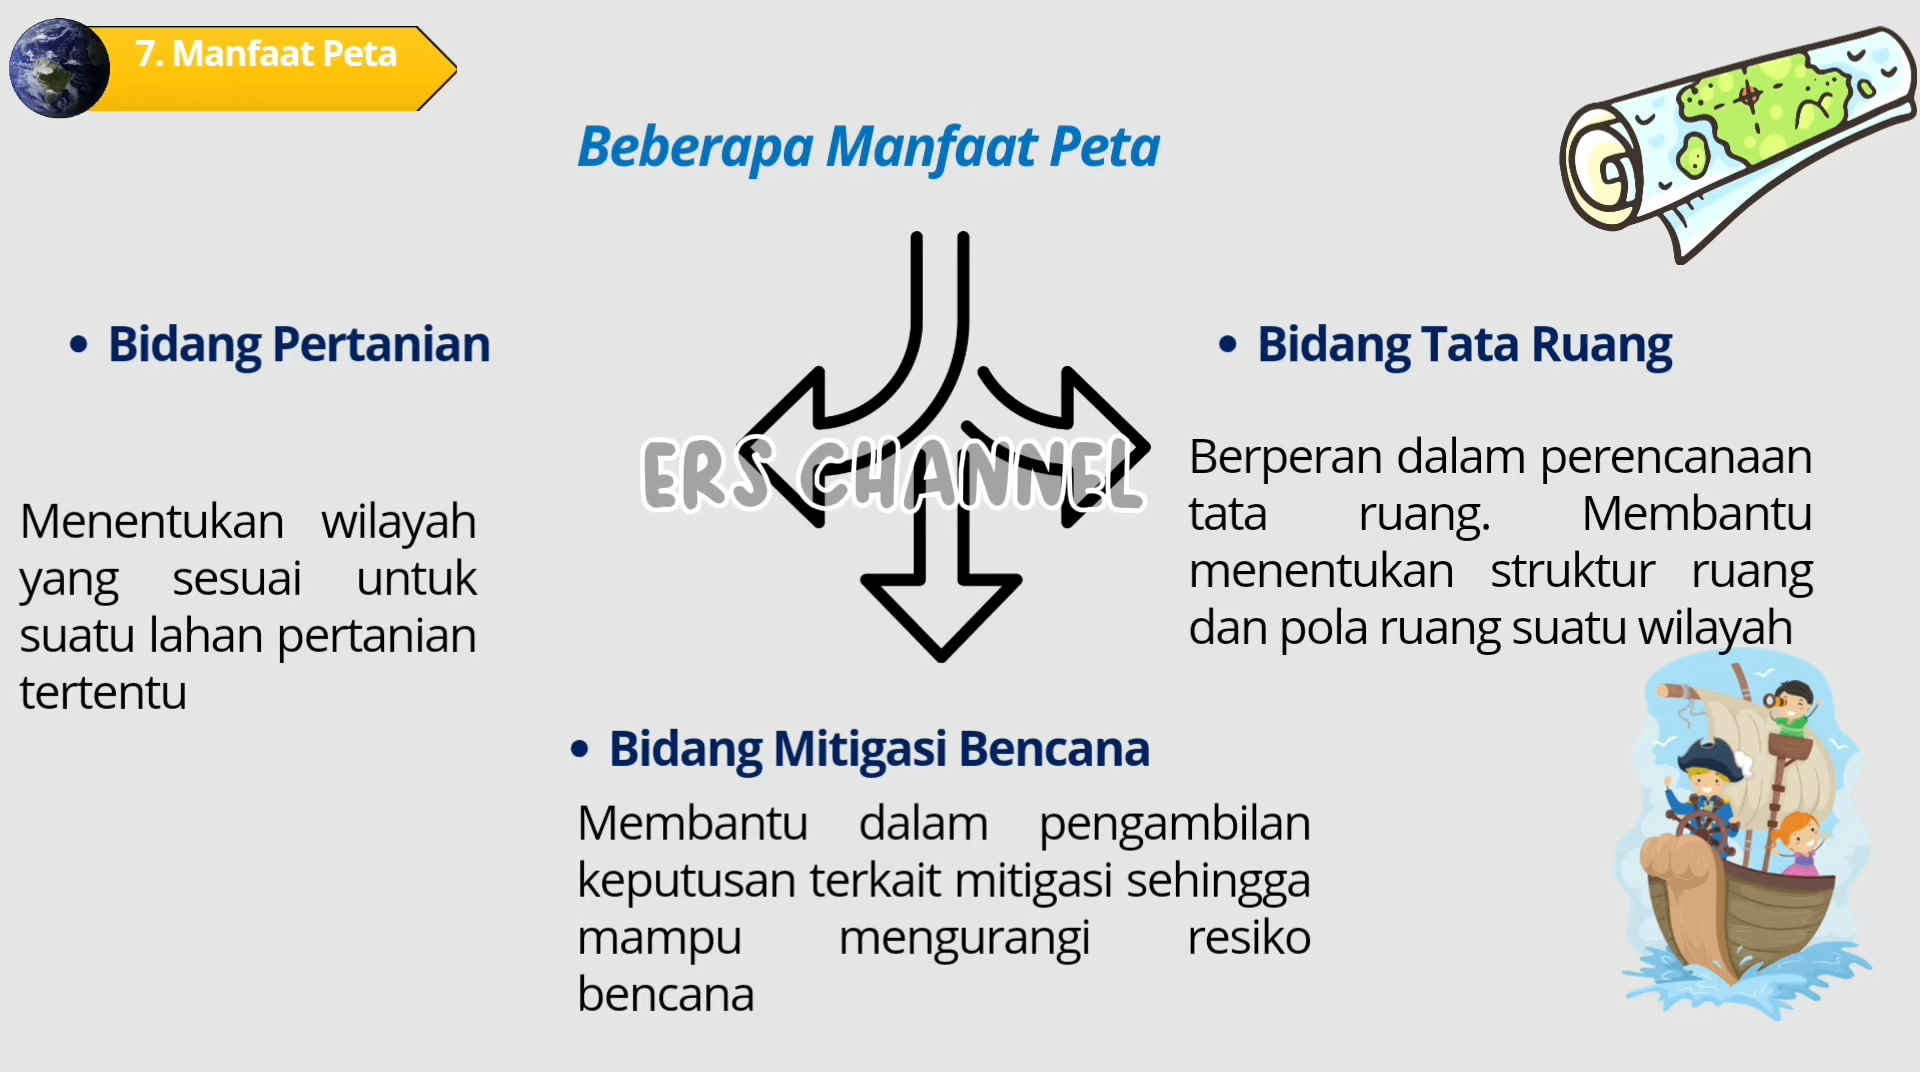 7. Manfaat Peta
Beberapa Manfaat Peta
• Bidang Pertanian
Menentukan wilayah
yang sesuai untuk
suatu lahan pertanian
tertentu
ERS CHANNEL
• Bidang Tata Ruang
Berperan dalam perencanaan
tata ruang. Membantu
menentukan struktur ruang
dan pola ruang suatu wilayah
• Bidang Mitigasi Bencana
Membantu dalam pengambilan
keputusan terkait mitigasi sehingga
mampu mengurangi resiko
bencana